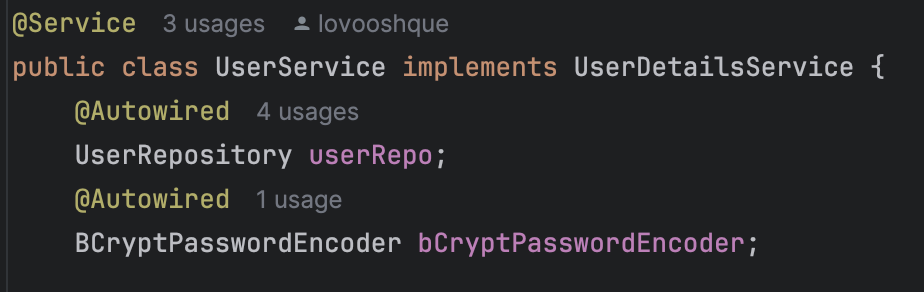 @Service 3 usages lovooshque
public class UserService implements UserDetailsService {
@Autowired 4 usages
UserRepository userRepo;
@Autowired 1 usage
BCryptPasswordEncoder bCryptPasswordEncoder;